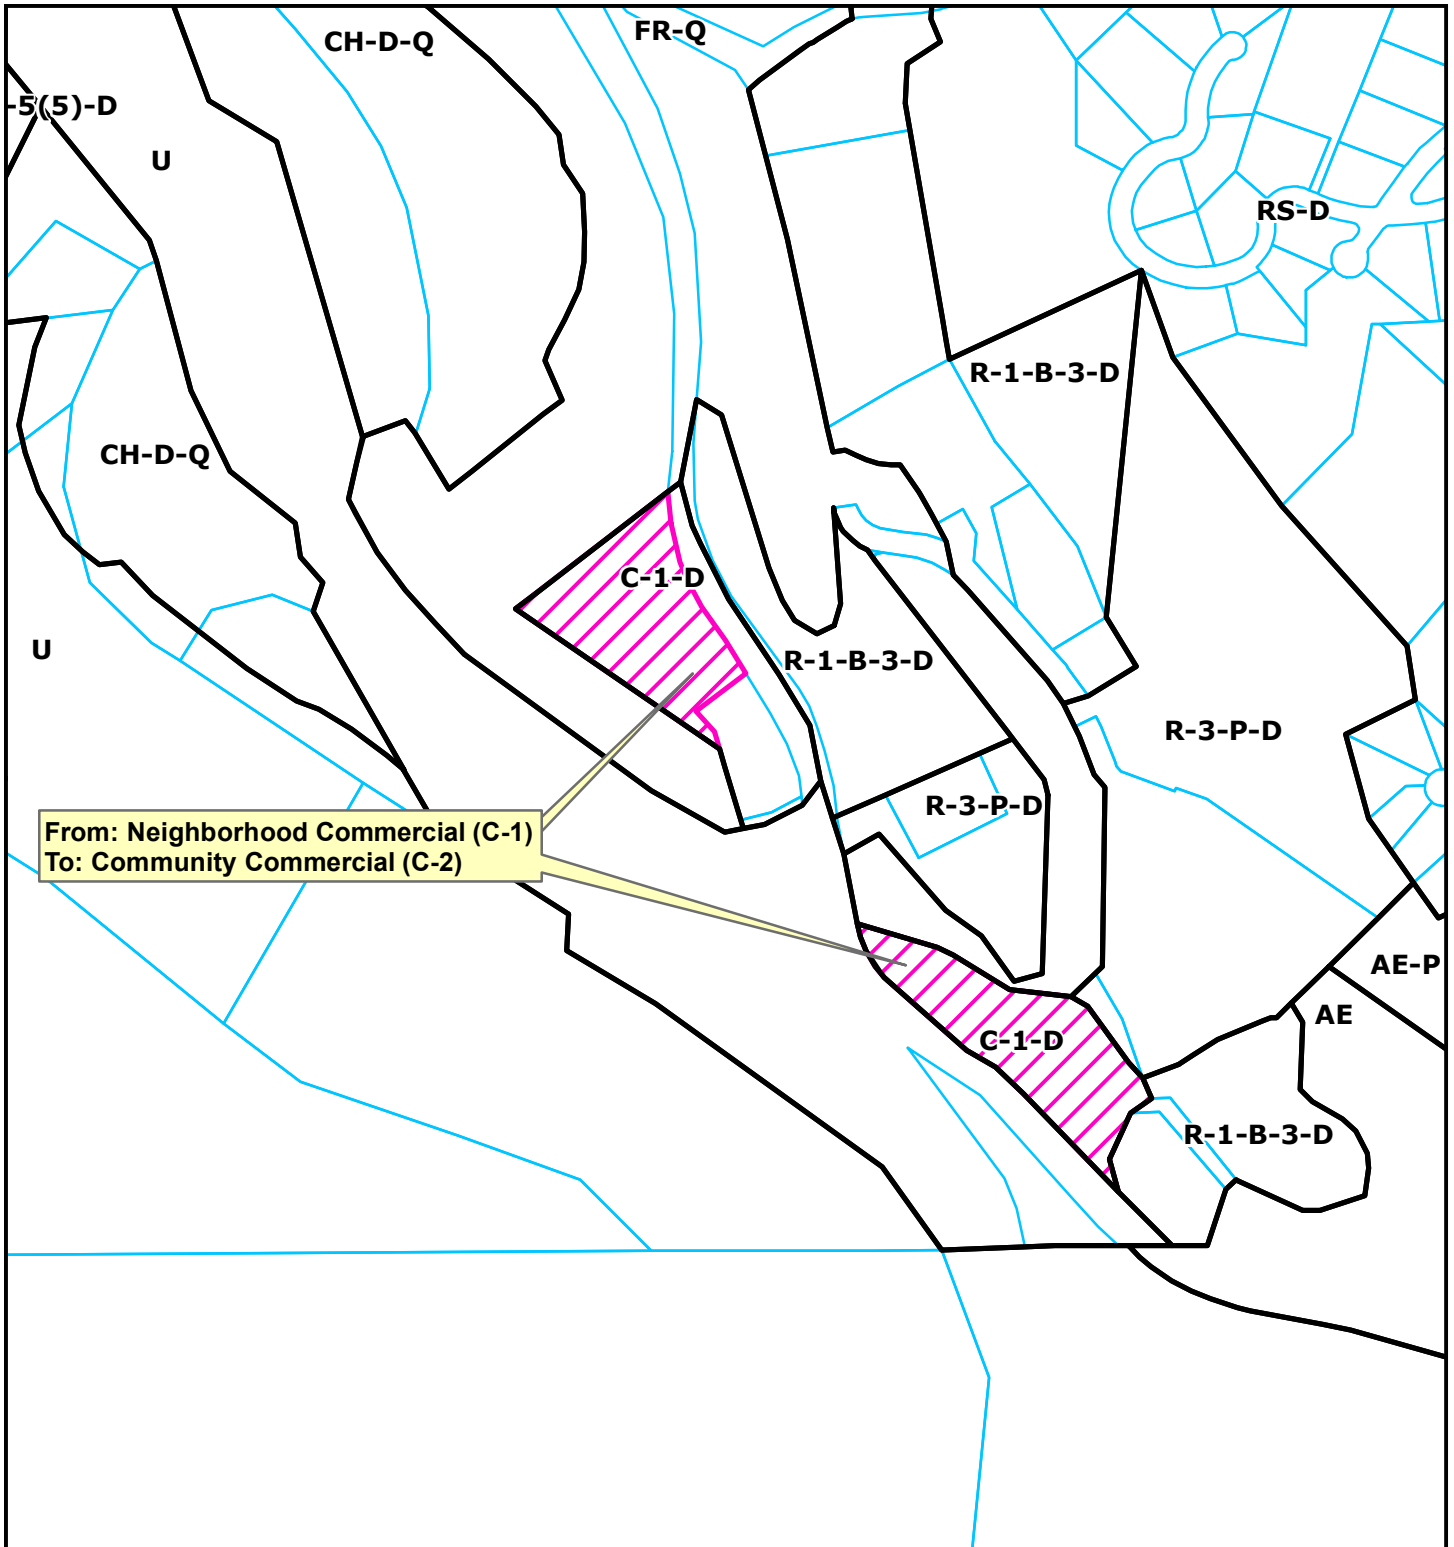 FR-Q
CH-D-Q
-5(5)-D
U
RS-D
R-1-B-3-D
CH-D-Q
C-1-D
U
R-1-B-3-D
R-3-P-D
R-3-P-D
From: Neighborhood Commercial (C-1)
To: Community Commercial (C-2)
AE-P
AE
C-1-D
R-1-B-3-D